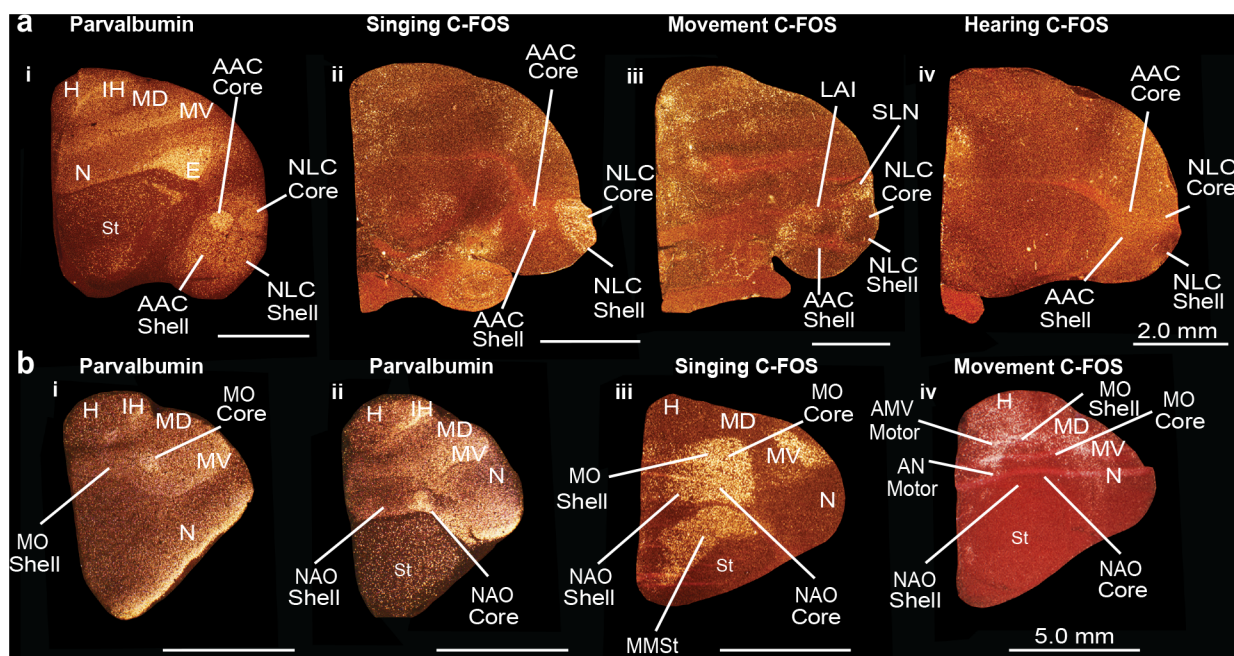 a
Parvalbumin
Singing C-FOS
Movement C-FOS
Hearing C-FOS
i
H
IH
MD
MV
AAC
Core
N
E
NLC
Core
St
AAC
Shell
NLC
Shell
ii
AAC
Core
NLC
Core
NLC
Shell
AAC
Shell
iii
LAI
SLN
NLC
Core
NLC
Shell
AAC
Shell
iv
AAC
Core
NLC
Core
NLC
Shell
AAC
Shell
2.0 mm
b
Parvalbumin
Parvalbumin
Singing C-FOS
Movement C-FOS
i
H
IH
MD
MO
Core
MV
MO
Shell
N
ii
H
IH
MD
MV
N
NAO
Shell
St
NAO
Core
iii
H
MD
MO
Core
MV
MO
Shell
N
NAO
Shell
St
NAO
Core
MMSt
iv
H
MO
Shell
MO
Core
AMV
Motor
MD
MV
AN
Motor
N
St
NAO
Shell
NAO
Core
5.0 mm